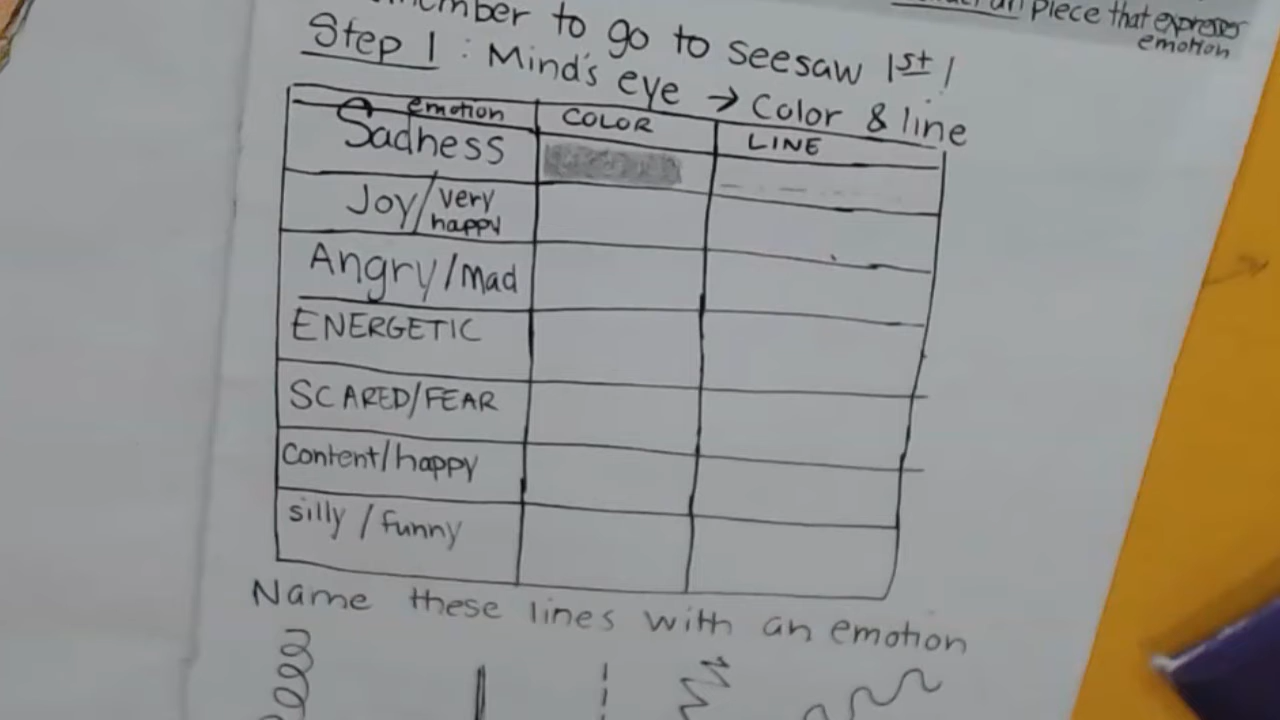 piece that expresses
emotion
to go to seesaw 1st!
Step 1 : Mind's eye → Color & line
emotion COLOR LINE
Sadness
Joy/very
happy
Angry/Mad
ENERGETIC
SCARED/FEAR
Content/happy
silly / funny
Name these lines with an emotion